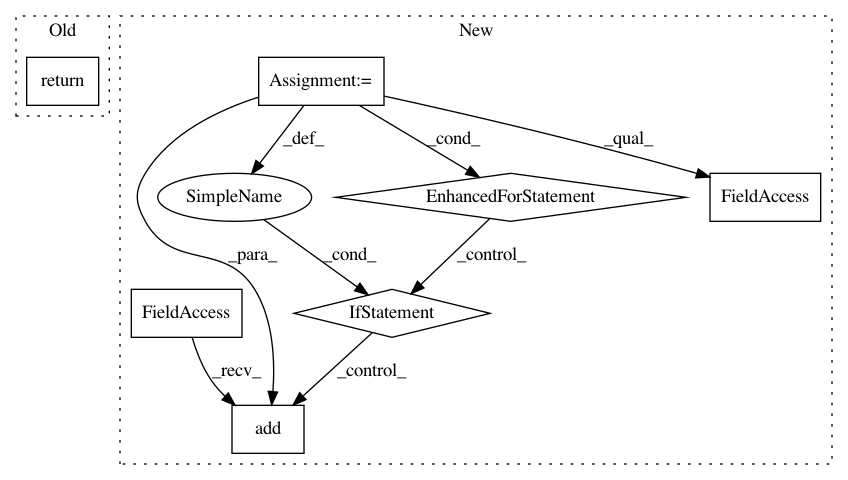 Old
New
return
Assignment:=
_def_
_cond_
_qual_
SimpleName
EnhancedForStatement
FieldAccess
_para_
_cond_
_control_
FieldAccess
IfStatement
_recv_
_control_
add